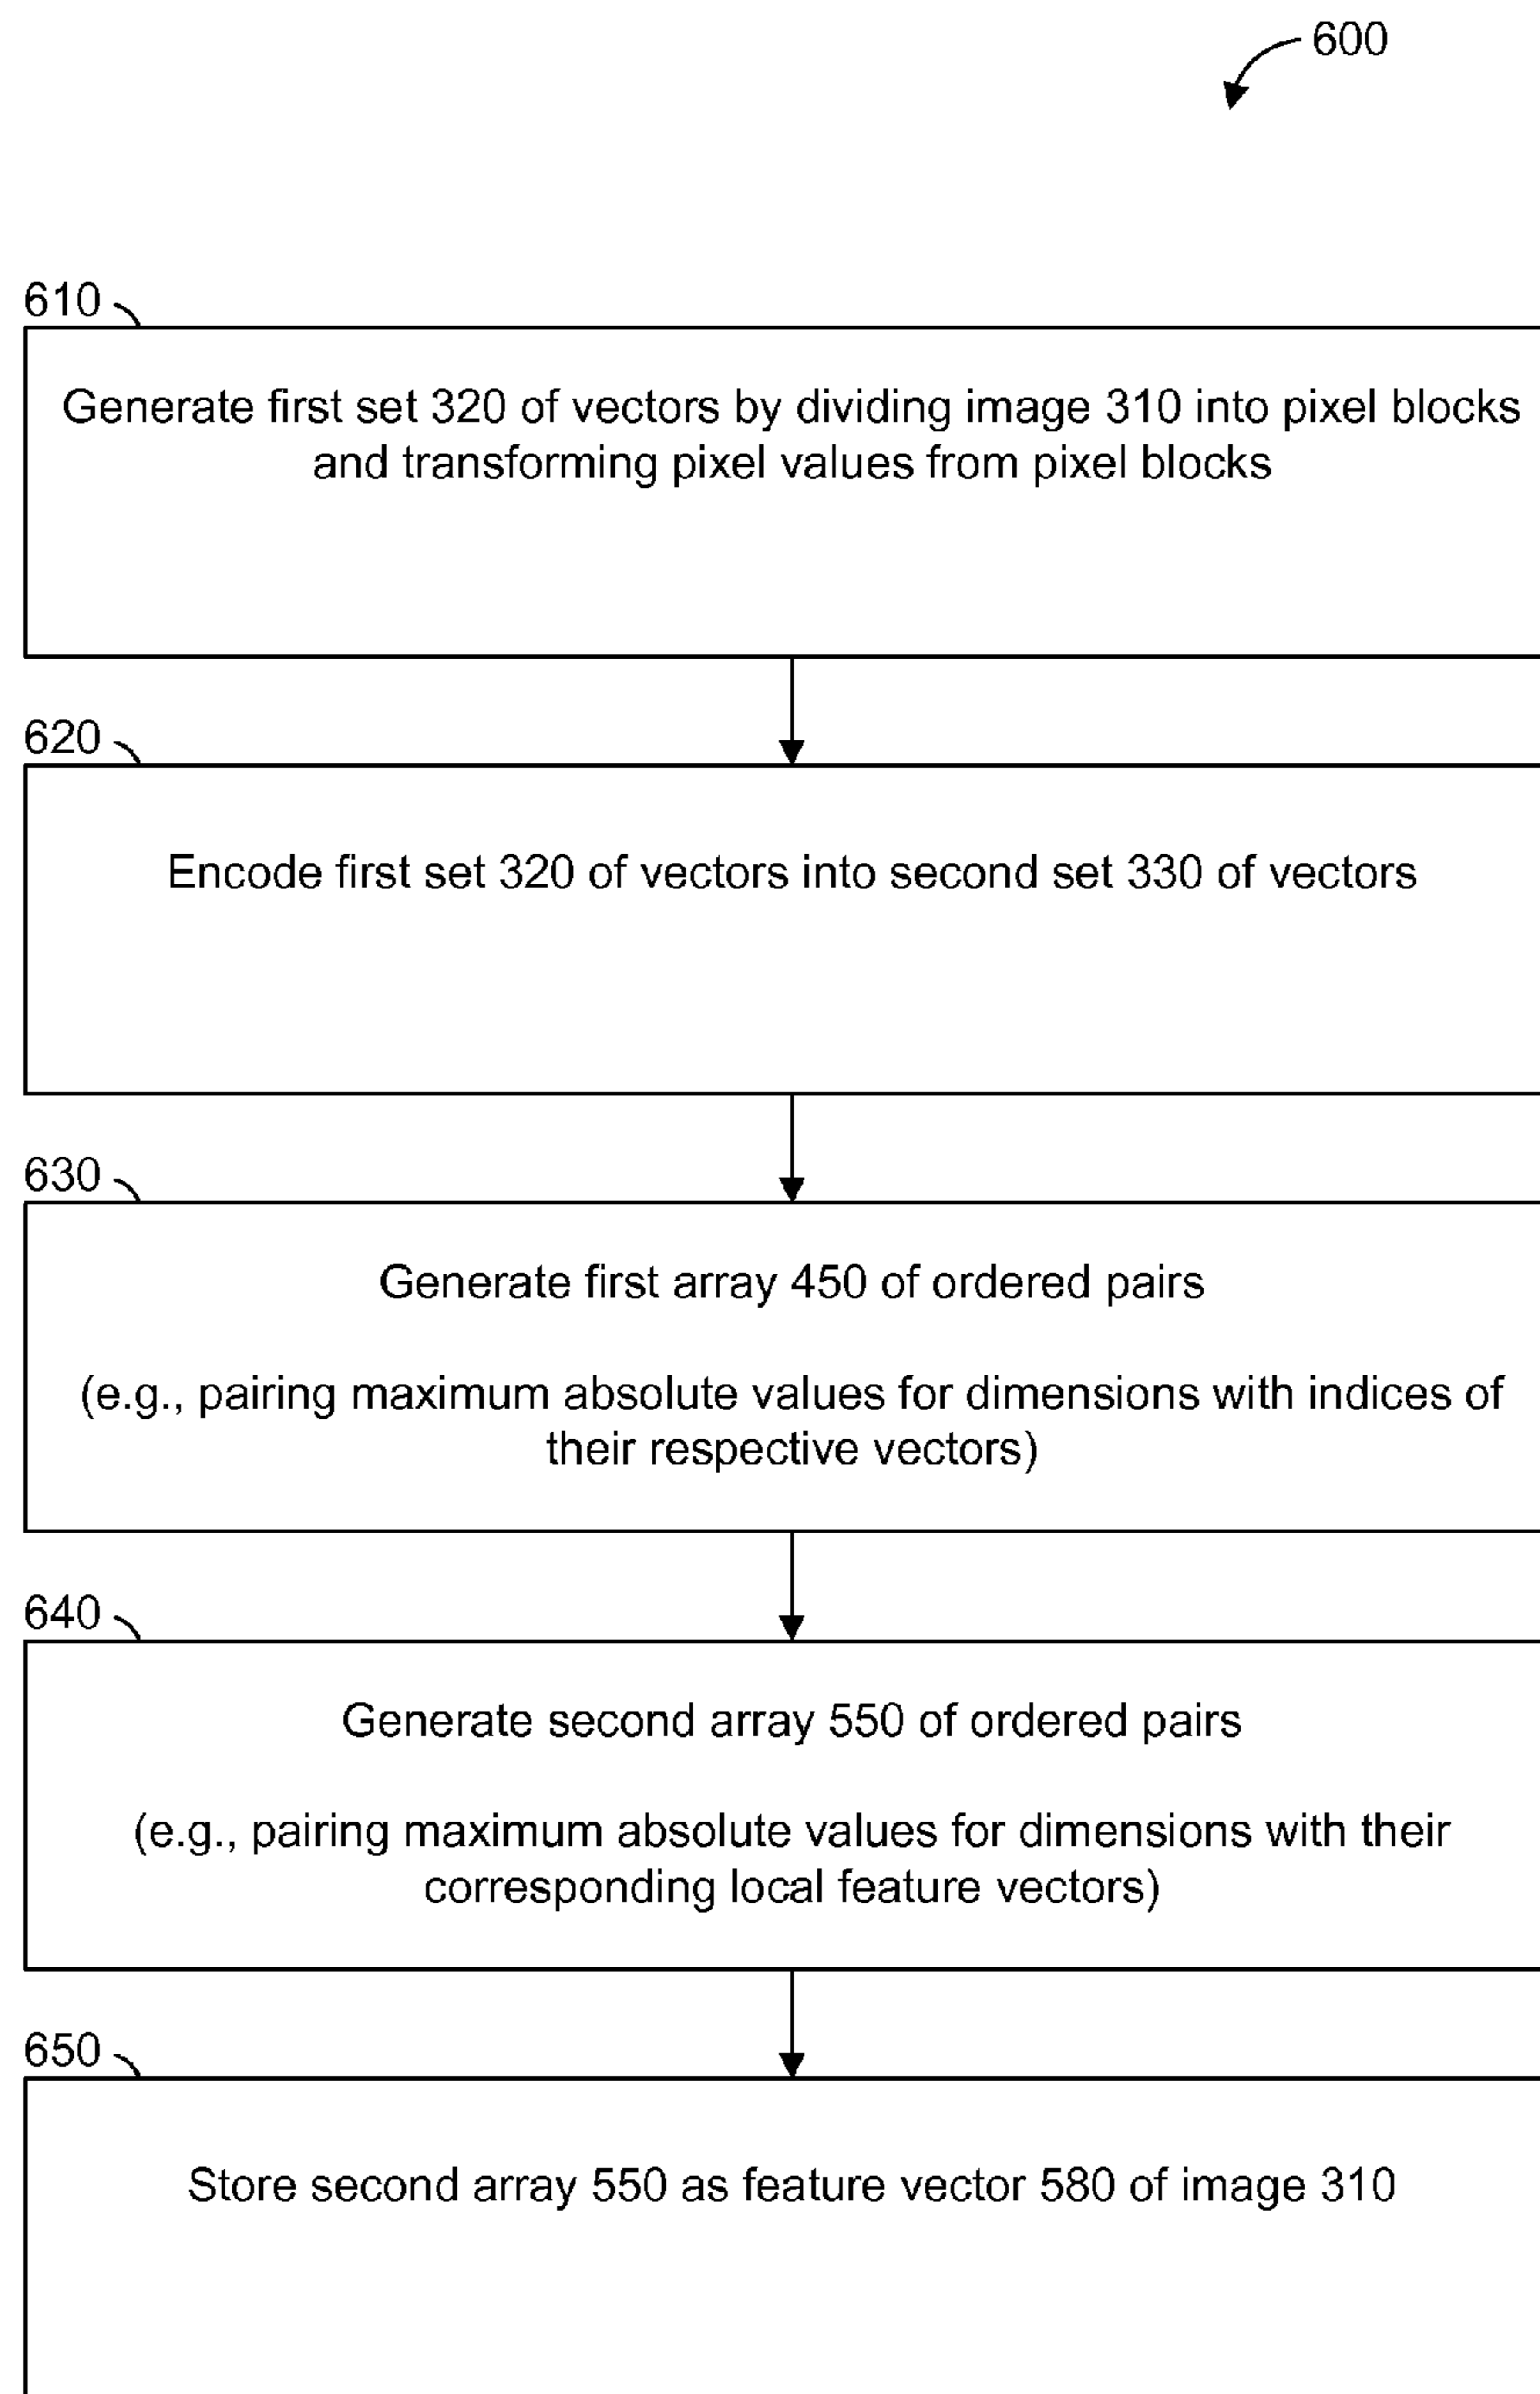 600
610
Generate first set 320 of vectors by dividing image 310 into pixel blocks
and transforming pixel values from pixel blocks
620
Encode first set 320 of vectors into second set 330 of vectors
630
Generate first array 450 of ordered pairs
(e.g., pairing maximum absolute values for dimensions with indices of
their respective vectors)
640
Generate second array 550 of ordered pairs
(e.g., pairing maximum absolute values for dimensions with their
corresponding local feature vectors)
650
Store second array 550 as feature vector 580 of image 310